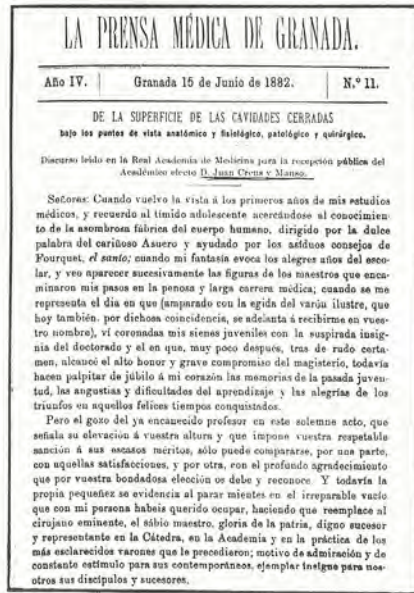 LA PRENSA MÉDICA DE GRANADA.
Año IV. Granada 15 de Junio de 1882. N.º 11.
DE LA SUPERFICIE DE LAS CAVIDADES CERRADAS
bajo los puntos de vista anatómico y fisiológico, patológico y quirúrgico.
Discurso leído en la Real Academia de Medicina para la recepción pública del
Académico electo D. Juan Creus y Manso.
Señores: Cuando vuelvo la vista á los primeros años de mis estudios
médicos, y recuerdo al tímido adolescente acercándose al conocimien-
to de la asombrosa fábrica del cuerpo humano, dirigido por la dulce
palabra del cariñoso Asuero y ayudado por los asíduos consejos de
Fourquet, el santo; cuando mi fantasía evoca los alegres años del esco-
lar, y veo aparecer sucesivamente las figuras de los maestros que enca-
minaron mis pasos en la penosa y larga carrera médica; cuando se me
representa el dia en que (amparado con la egida del varón ilustre, que
hoy también, por dichosa coincidencia, se adelanta á recibirme en vues-
tro nombre), ví coronadas mis sienes juveniles con la suspirada insig-
nia del doctorado y el en que, muy poco después, tras de rudo certa-
men, alcancé el alto honor y grave compromiso del magisterio, todavía
hacen palpitar de júbilo á mi corazón las memorias de la pasada juven-
tud, las angustias y dificultades del aprendizaje y las alegrías de los
triunfos en aquellos felices tiempos conquistados.
Pero el gozo del ya encanecido profesor en este solemne acto, que
señala su elevación á vuestra altura y que impone vuestra respetable
sanción á sus escasos méritos, sólo puede compararse, por una parte,
con aquellas satisfacciones, y por otra, con el profundo agradecimiento
que por vuestra bondadosa elección os debe y reconoce. Y todavía la
propia pequeñez se evidencia al parar mientes en el irreparable vacío
que con mi persona habeis querido ocupar, haciendo que reemplace al
cirujano eminente, el sábio maestro, gloria de la patria, digno sucesor
y representante en la Cátedra, en la Academia y en la práctica de los
más esclarecidos varones que le precedieron; motivo de admiración y de
constante estímulo para sus contemporáneos, ejemplar insigne para nos-
otros sus discípulos y sucesores.